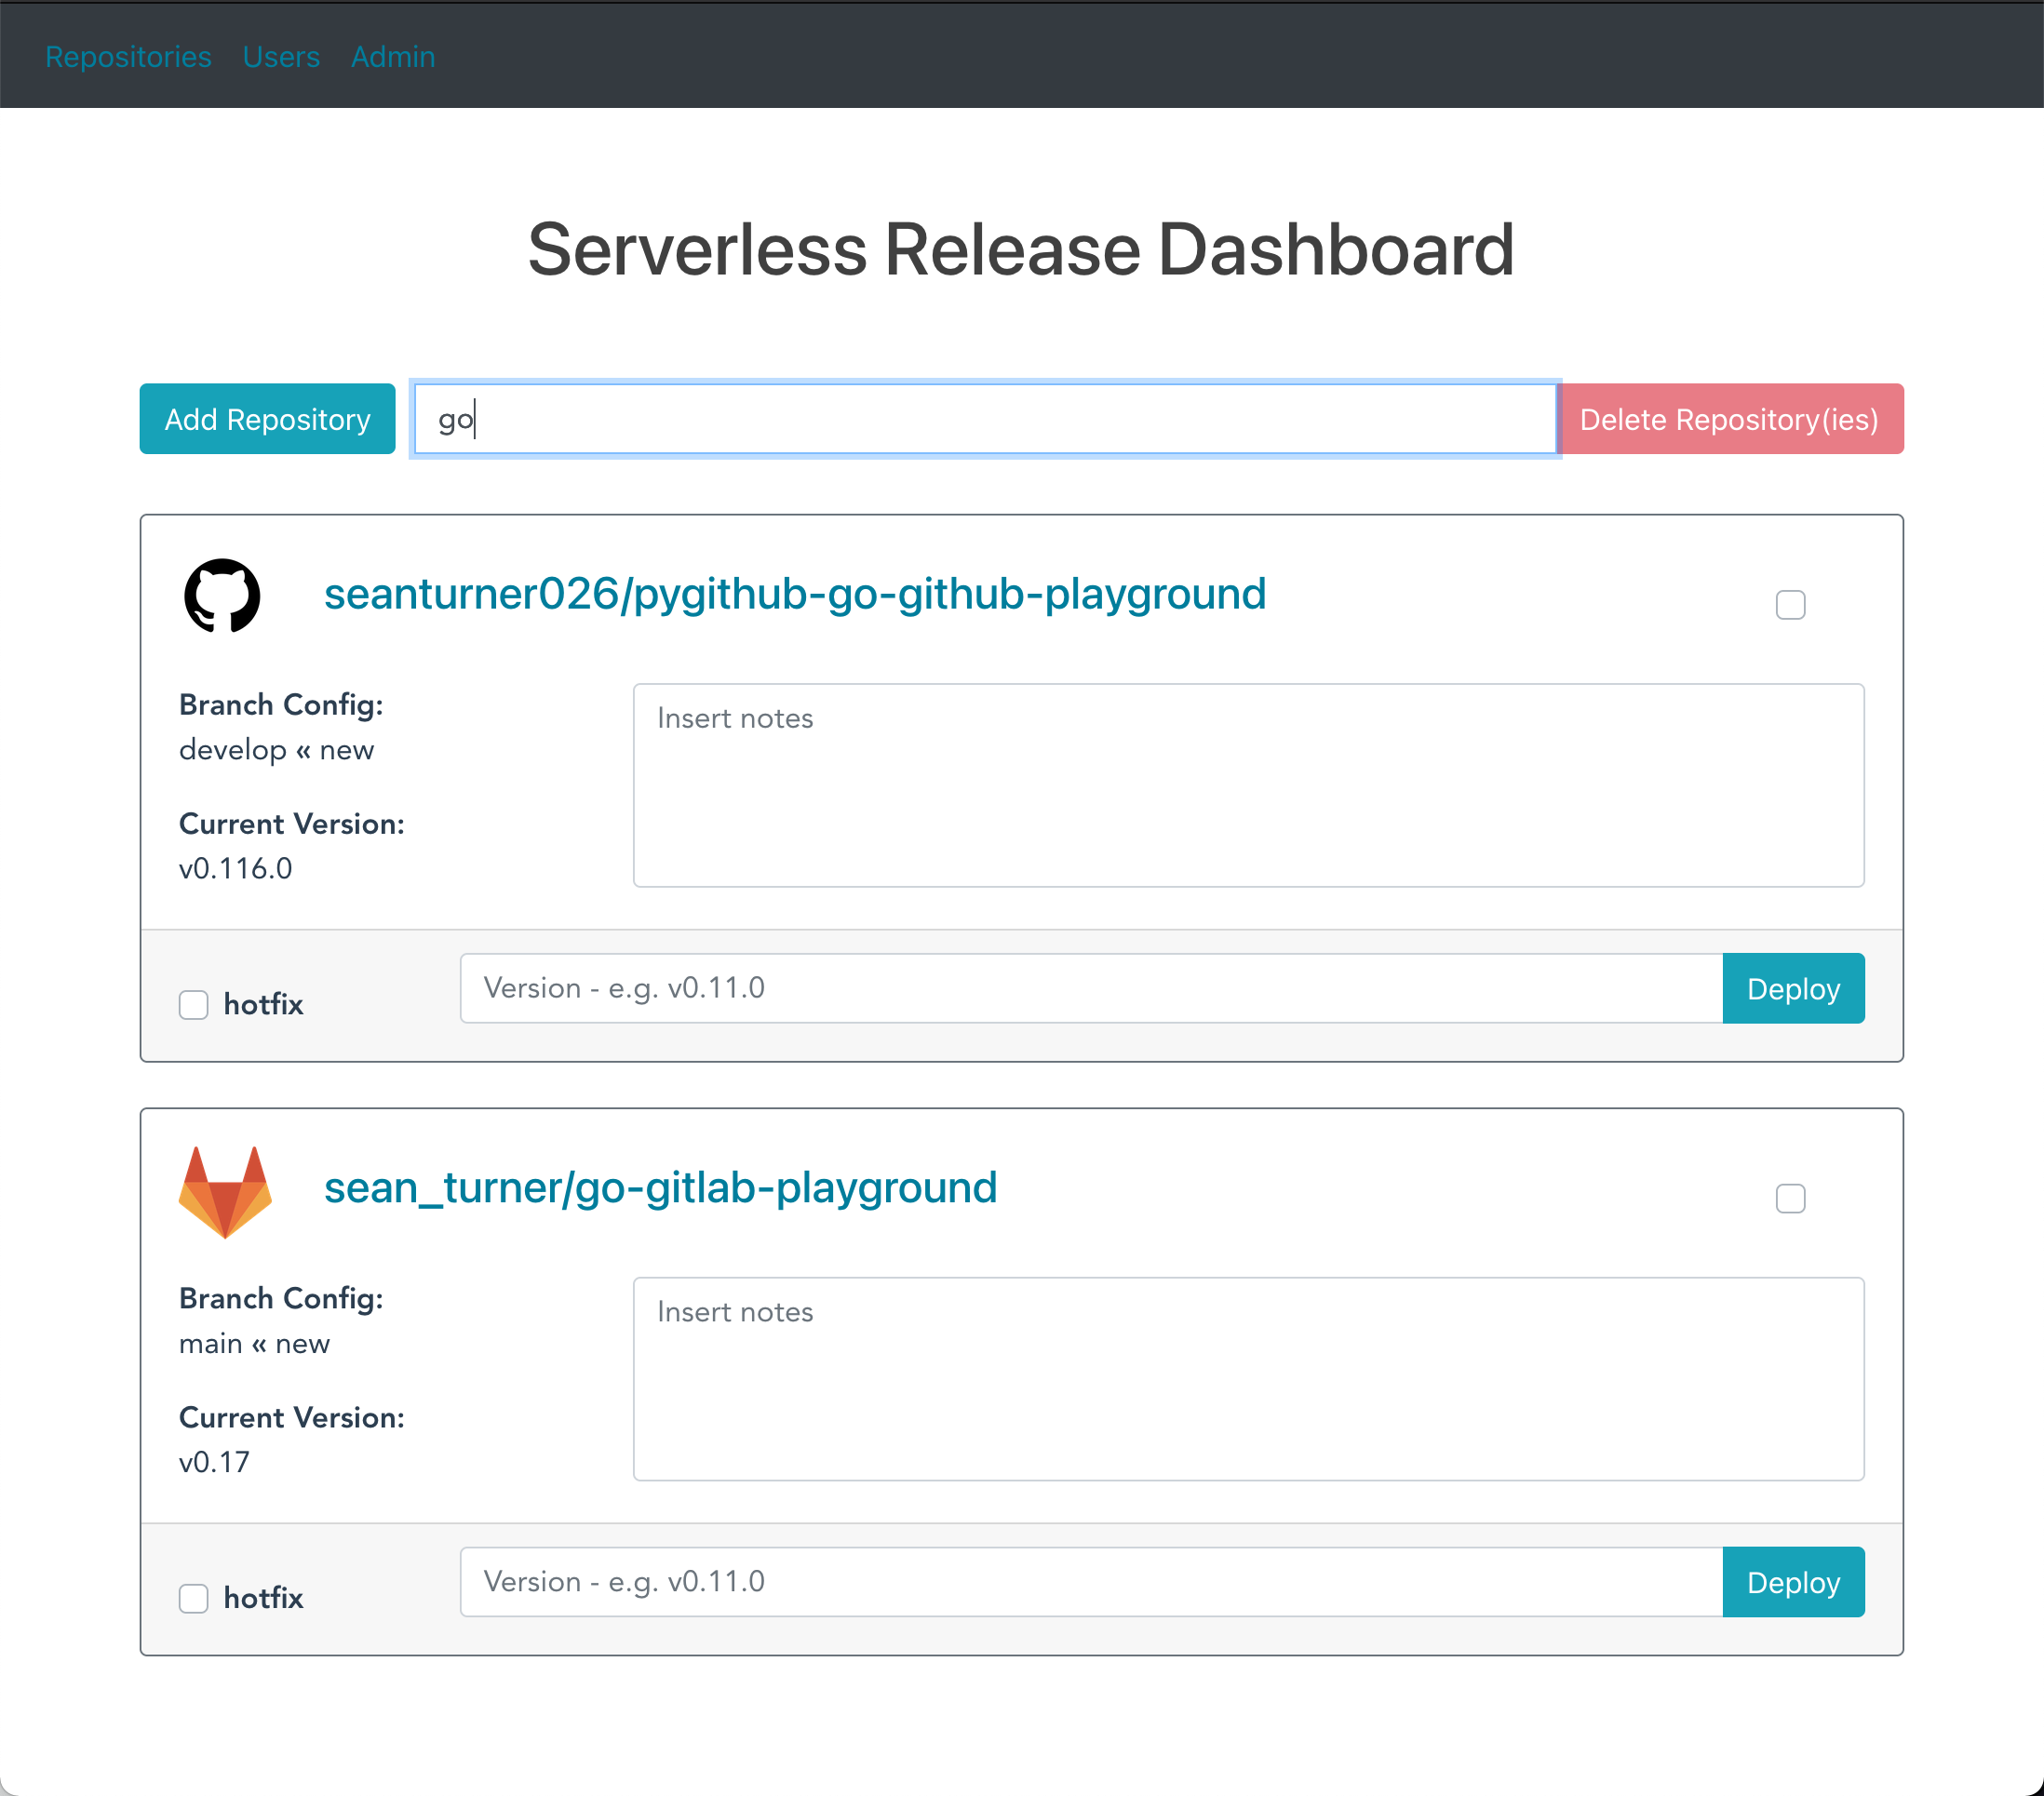 Repositories Users Admin
Serverless Release Dashboard
Add Repository
go
Delete Repository(ies)
seanturner026/pygithub-go-github-playground
Branch Config:
develop « new
Insert notes
Current Version:
v0.116.0
hotfix
Version - e.g. v0.11.0
Deploy
sean_turner/go-gitlab-playground
Branch Config:
main « new
Insert notes
Current Version:
v0.17
hotfix
Version - e.g. v0.11.0
Deploy